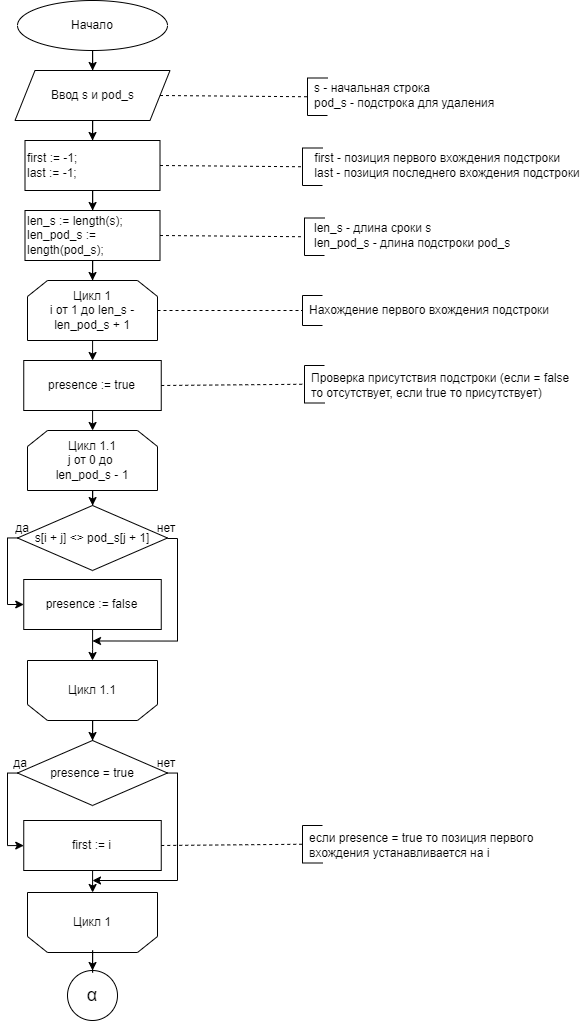 Начало
Ввод s и pod_s
s - начальная строка
pod_s - подстрока для удаления
first := -1;
last := -1;
first - позиция первого вхождения подстроки
last - позиция последнего вхождения подстроки
len_s := length(s);
len_pod_s :=
length(pod_s);
len_s - длина сроки s
len_pod_s - длина подстроки pod_s
Цикл 1
i от 1 до len_s -
len_pod_s + 1
Нахождение первого вхождения подстроки
presence := true
Проверка присутствия подстроки (если = false
то отсутствует, если true то присутствует)
Цикл 1.1
j от 0 до
len_pod_s - 1
да
нет
s[i + j] <> pod_s[j + 1]
presence := false
Цикл 1.1
да
нет
presence = true
first := i
если presence = true то позиция первого
вхождения устанавливается на i
Цикл 1
α